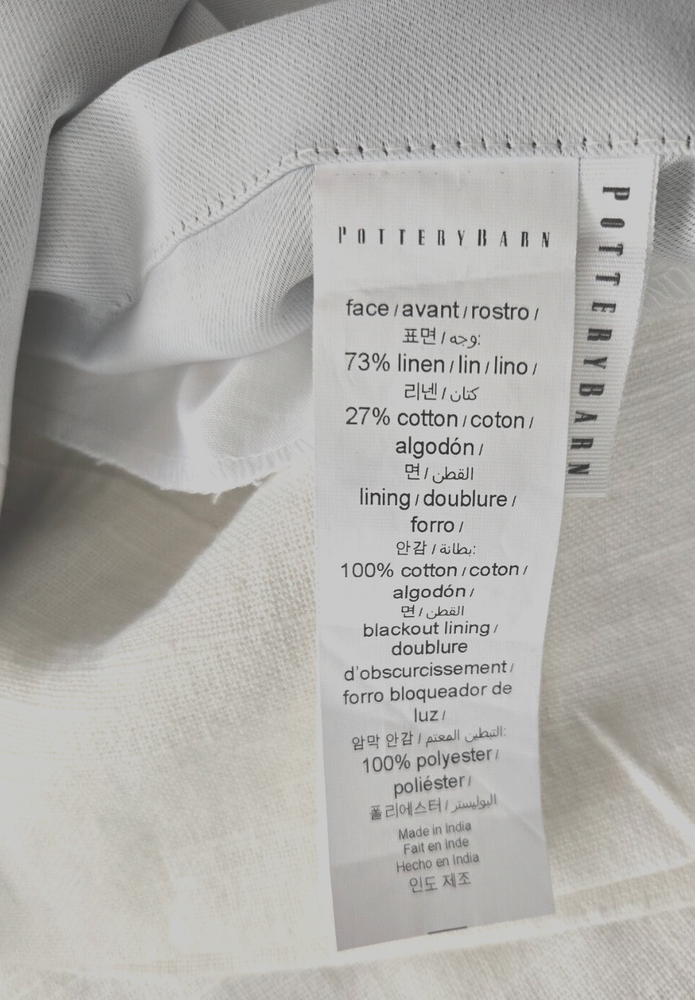 POTTERYBARN
face / avant / rostro /
표면 / وجه:
73% linen / lin / lino /
리넨 / كتان
27% cotton / coton /
algodón /
면 / القطن
lining / doublure /
forro /
안감 / بطانة:
100% cotton / coton /
algodón /
면 / القطن
blackout lining /
doublure
d'obscurcissement /
forro bloqueador de
luz /
암막 안감 / التبطين المعتم:
100% polyester /
poliéster /
폴리에스터 / البوليستر
Made in India
Fait en Inde
Hecho en India
인도 제조
POTTERYBARN